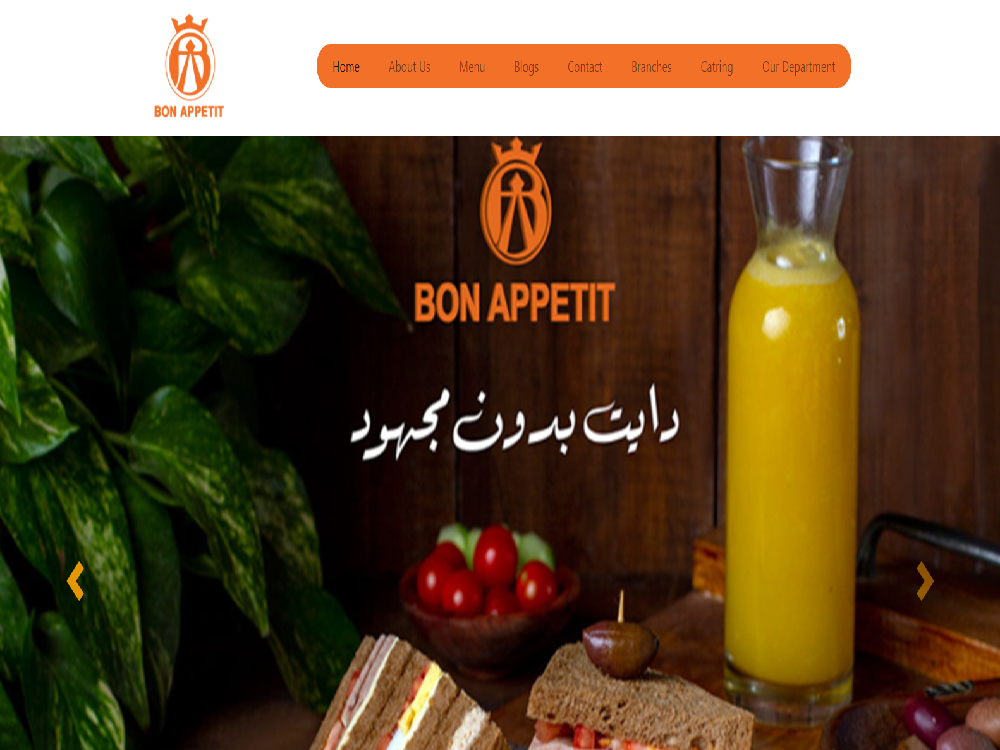 BON APPETIT
Home About Us Menu Blogs Contact Branches Catring Our Department
BON APPETIT
دايت بدون مجهود